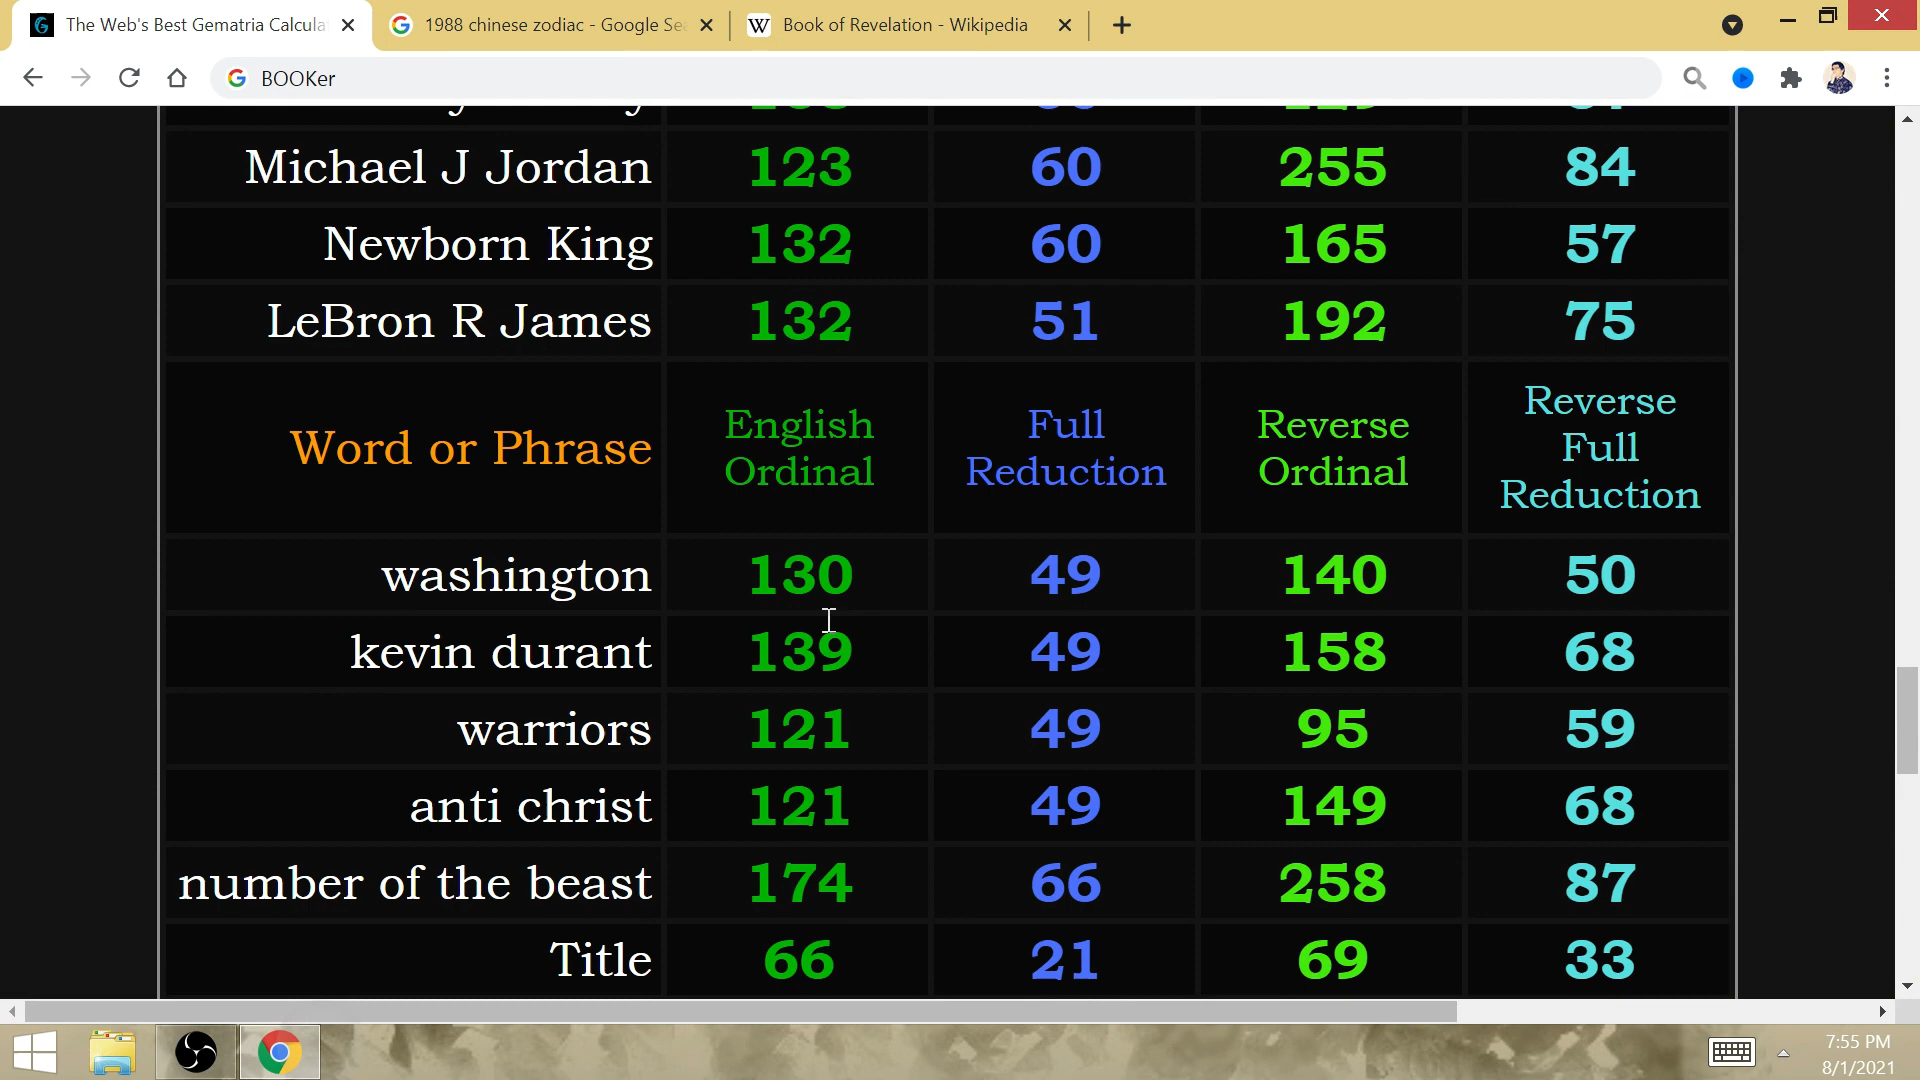 The Web's Best Gematria Calcula
1988 chinese zodiac - Google Sea
W Book of Revelation - Wikipedia
BOOKer
Michael J Jordan 123 60 255 84
Newborn King 132 60 165 57
LeBron R James 132 51 192 75
Word or Phrase English Ordinal Full Reduction Reverse Ordinal Reverse Full Reduction
washington 130 49 140 50
kevin durant 139 49 158 68
warriors 121 49 95 59
anti christ 121 49 149 68
number of the beast 174 66 258 87
Title 66 21 69 33
7:55 PM
8/1/2021